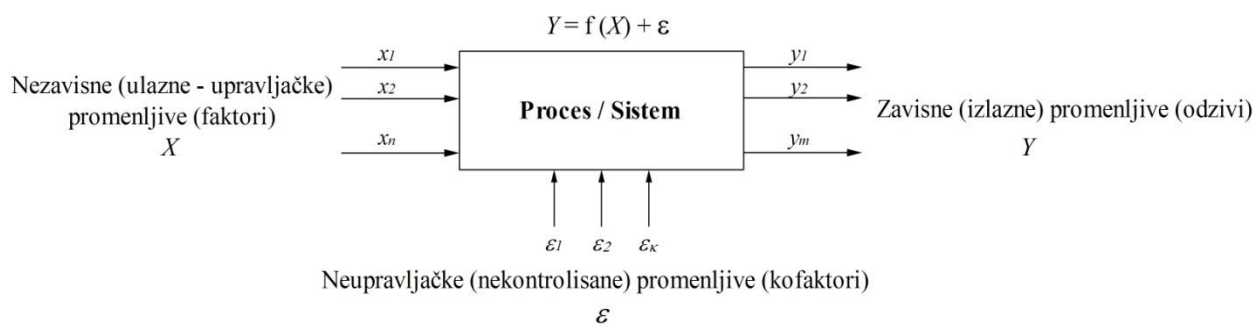 Y = f (X) + ε
x1
y1
Nezavisne (ulazne - upravljačke)
promenljive (faktori)
X
x2
Proces / Sistem
y2
Zavisne (izlazne) promenljive (odzivi)
Y
xn
ym
ε1 ε2 εκ
Neupravljačke (nekontrolisane) promenljive (kofaktori)
ε